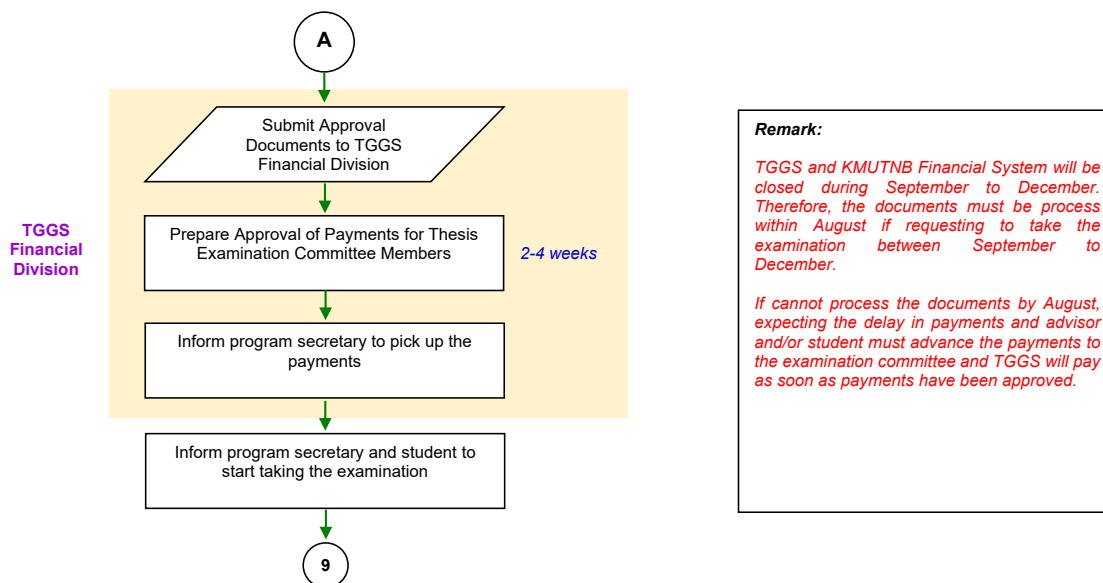 A
Submit Approval
Documents to TGGS
Financial Division
TGGS
Financial
Division
Prepare Approval of Payments for Thesis
Examination Committee Members
2-4 weeks
Inform program secretary to pick up the
payments
Inform program secretary and student to
start taking the examination
9
Remark:
TGGS and KMUTNB Financial System will be
closed during September to December.
Therefore, the documents must be process
within August if requesting to take the
examination between September to
December.
If cannot process the documents by August,
expecting the delay in payments and advisor
and/or student must advance the payments to
the examination committee and TGGS will pay
as soon as payments have been approved.